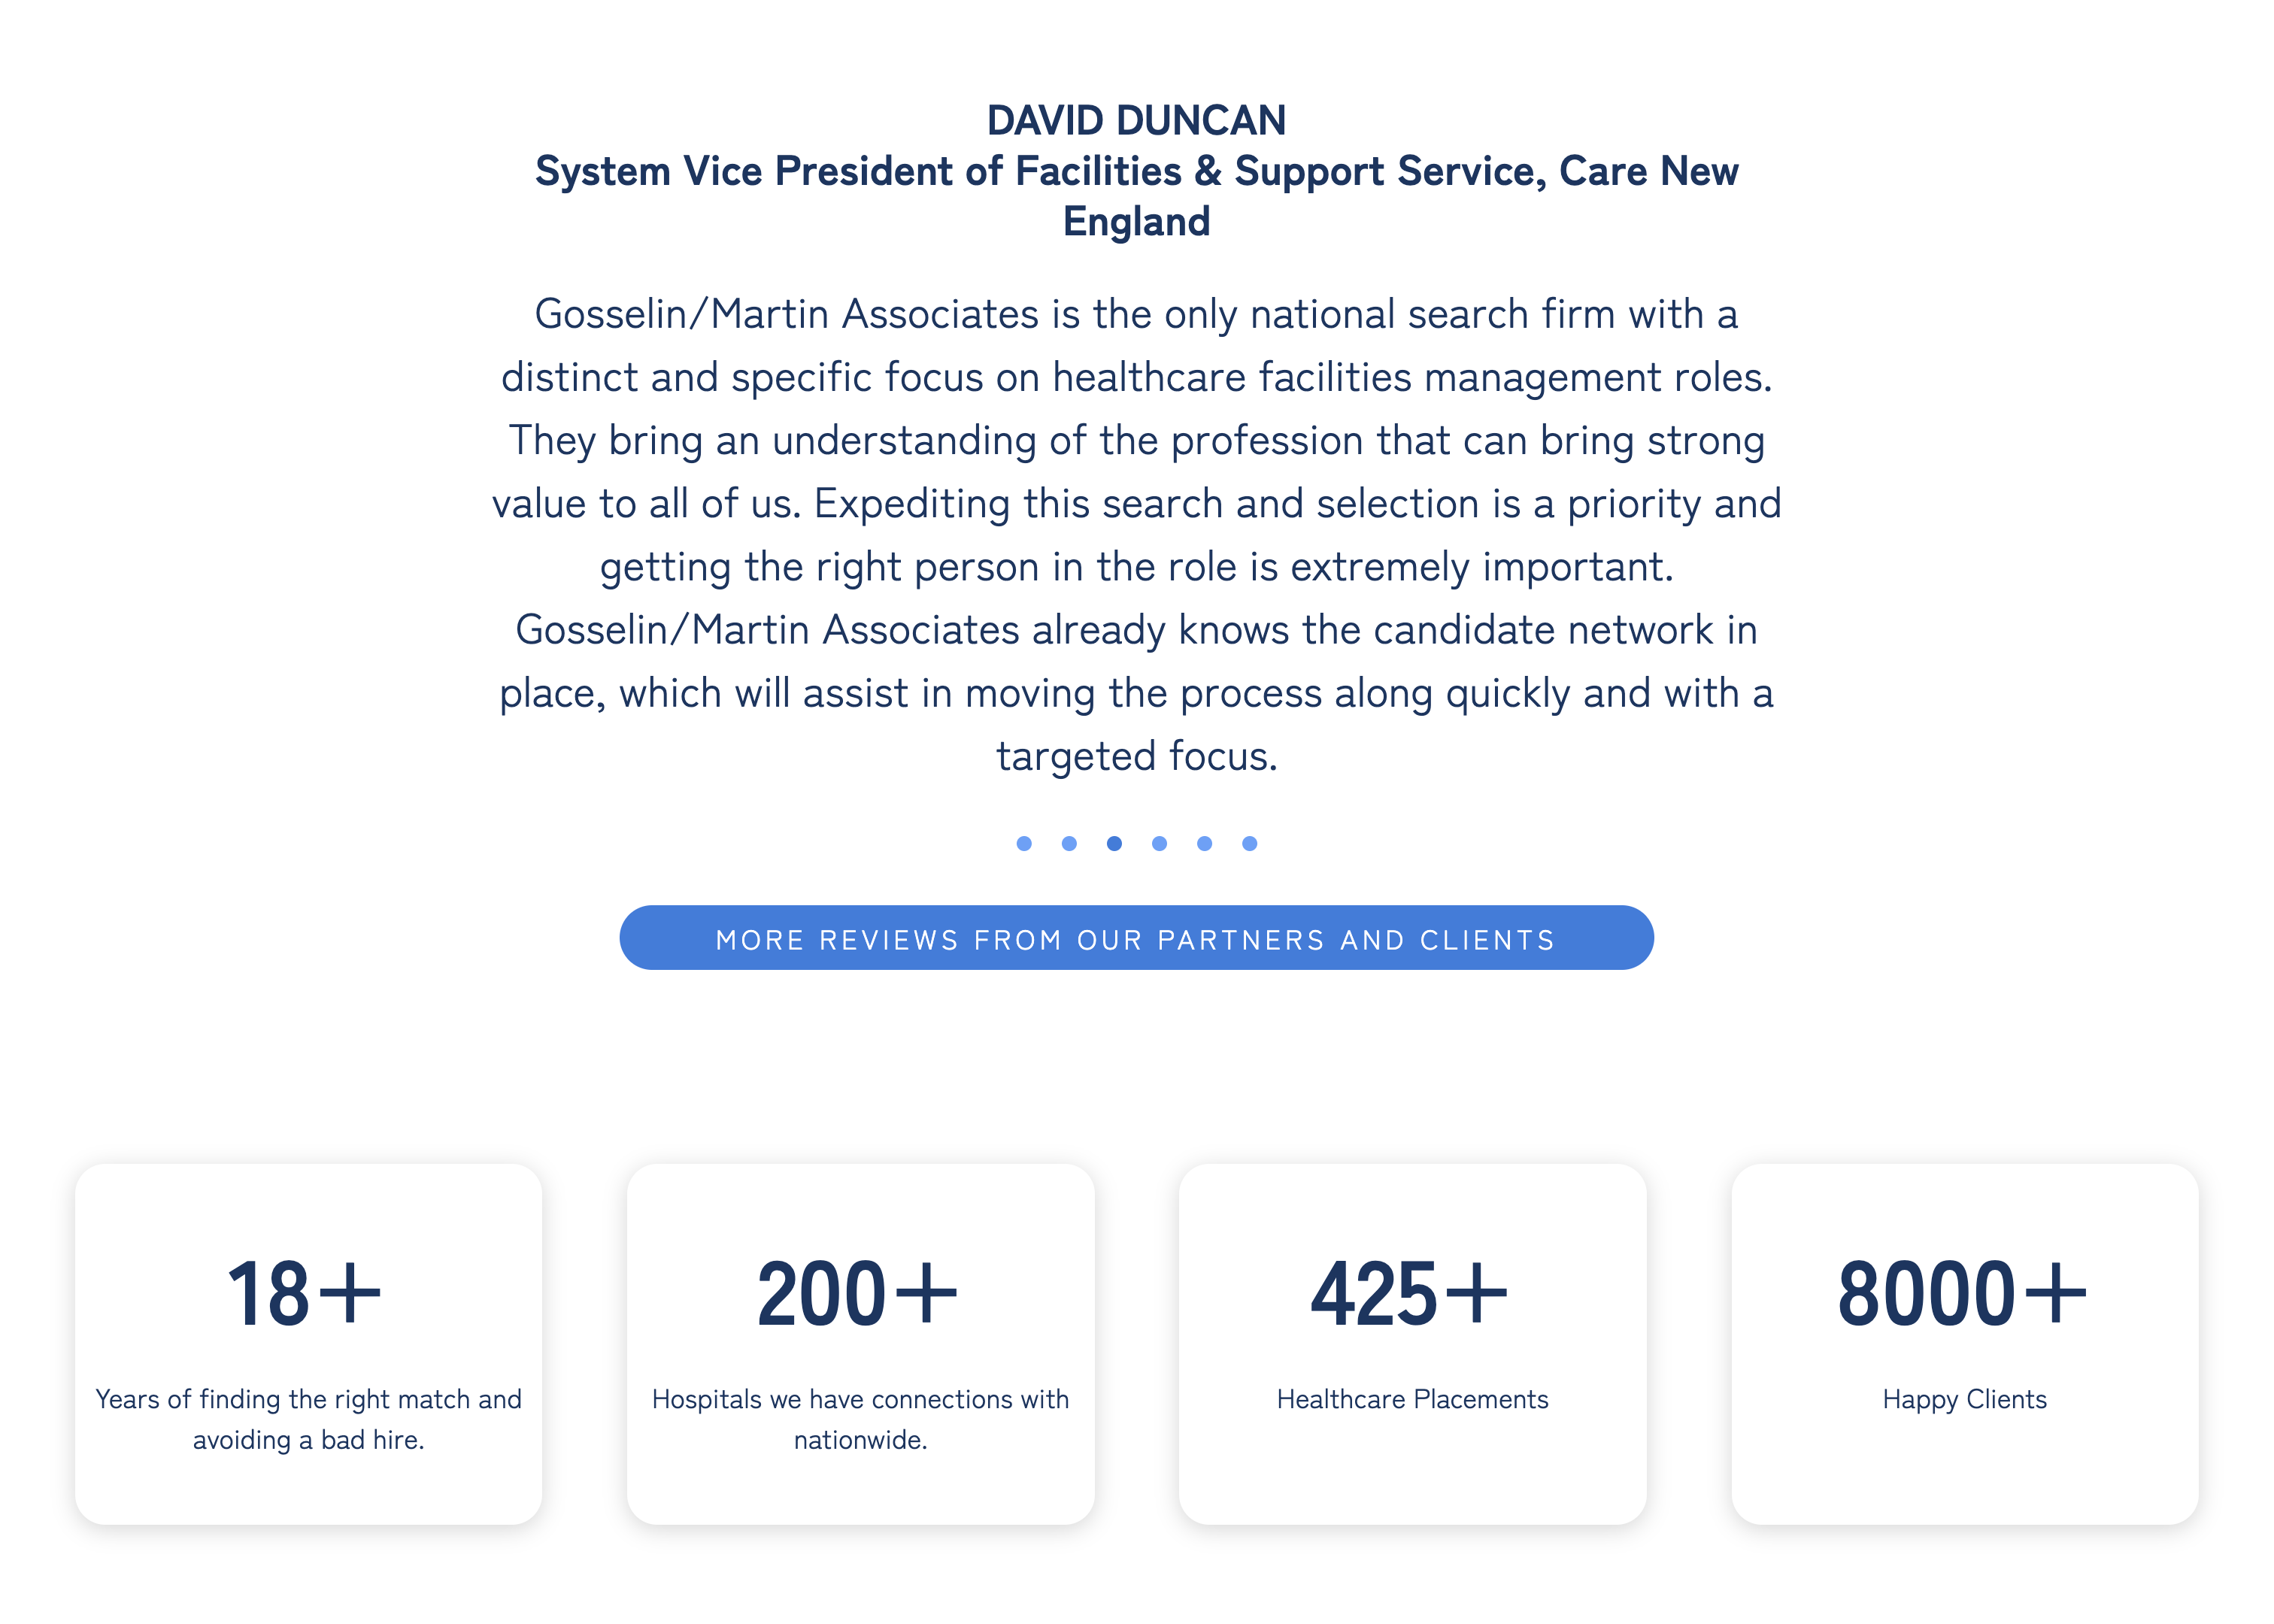 DAVID DUNCAN
System Vice President of Facilities & Support Service, Care New
England
Gosselin/Martin Associates is the only national search firm with a
distinct and specific focus on healthcare facilities management roles.
They bring an understanding of the profession that can bring strong
value to all of us. Expediting this search and selection is a priority and
getting the right person in the role is extremely important.
Gosselin/Martin Associates already knows the candidate network in
place, which will assist in moving the process along quickly and with a
targeted focus.
MORE REVIEWS FROM OUR PARTNERS AND CLIENTS
18+
Years of finding the right match and
avoiding a bad hire.
200+
Hospitals we have connections with
nationwide.
425+
Healthcare Placements
8000+
Happy Clients